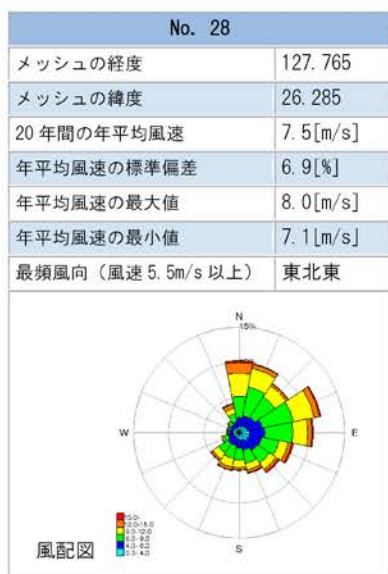 No. 28
メッシュの経度 127.765
メッシュの緯度 26.285
20年間の年平均風速 7.5[m/s]
年平均風速の標準偏差 6.9[%]
年平均風速の最大値 8.0[m/s]
年平均風速の最小値 7.1[m/s]
最頻風向（風速5.5m/s以上） 東北東
N
15%
W
E
S
風配図